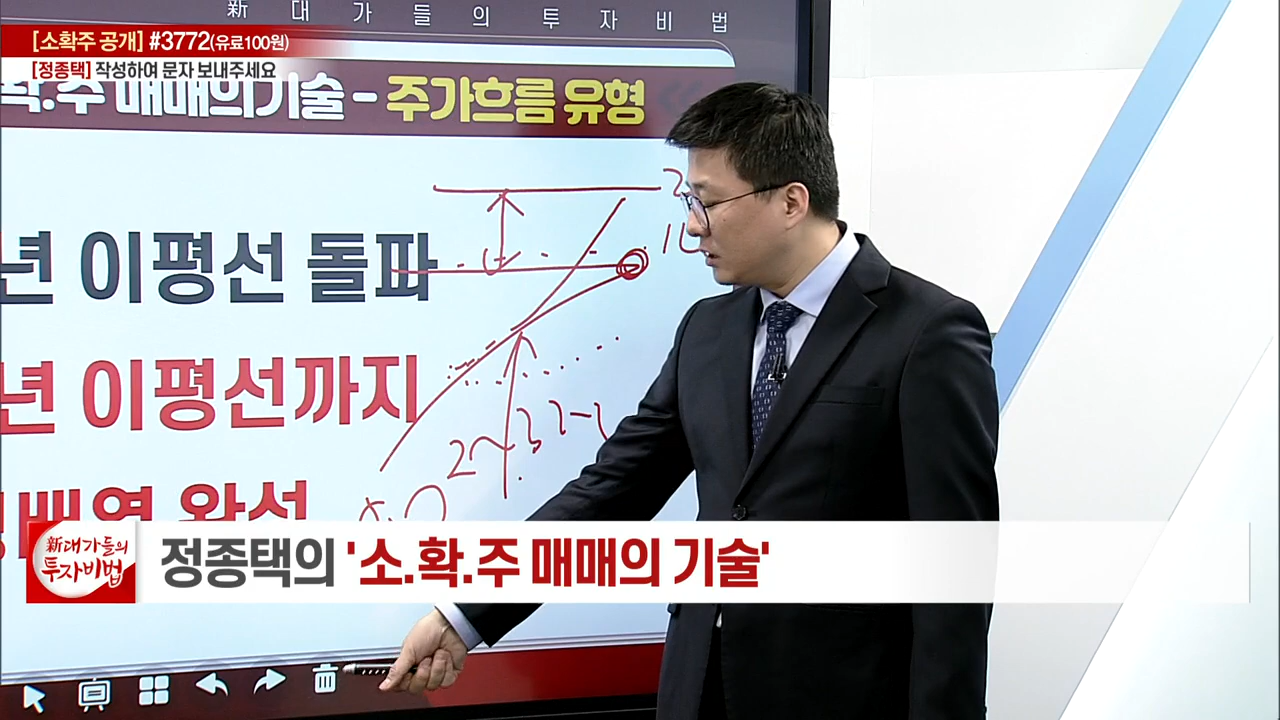 新 대 가 들 의 투 자 비 법
[소확주 공개] #3772(유료100원)
[정종택] 작성하여 문자 보내주세요
확.주 매매의기술 - 주가흐름 유형
년 이평선 돌파
년 이평선까지
2~3
新대가들의
투자비법
정종택의 '소.확.주 매매의 기술'